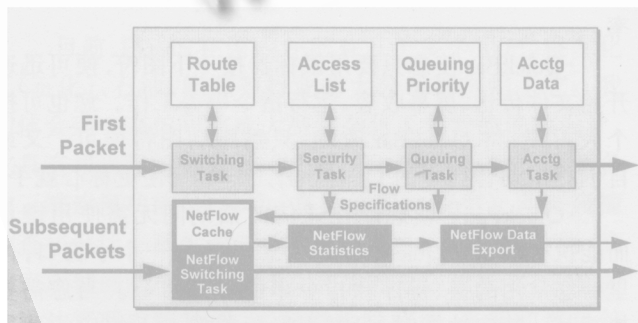 Route
Table
Access
List
Queuing
Priority
Acctg
Data
First
Packet
Switching
Task
Security
Task
Queuing
Task
Acctg
Task
Flow
Specifications
Subsequent
Packets
NetFlow
Cache
NetFlow
Statistics
NetFlow Data
Export
NetFlow
Switching
Task